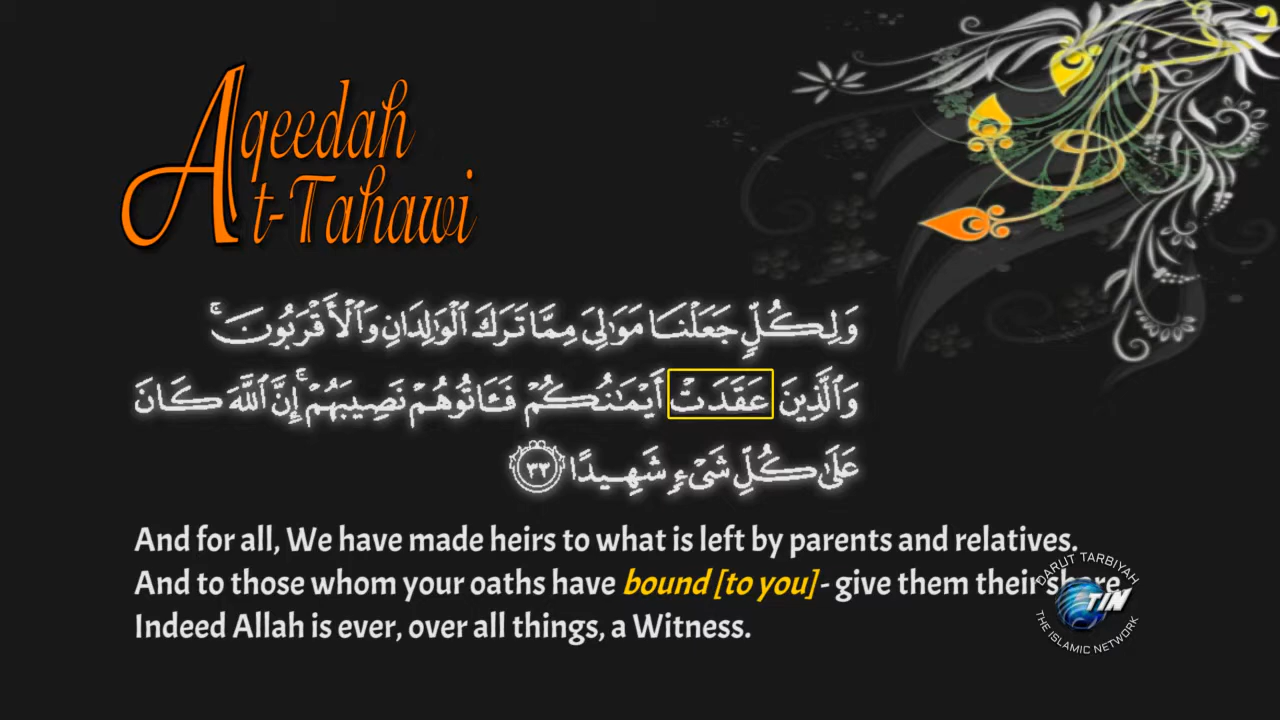 Aqeedah
At-Tahawi
وَلِكُلٍّ جَعَلْنَا مَوَٰلِىَ مِمَّا تَرَكَ ٱلْوَٰلِدَانِ وَٱلْأَقْرَبُونَ ۚ
وَٱلَّذِينَ عَقَدَتْ أَيْمَٰنُكُمْ فَـَٔاتُوهُمْ نَصِيبَهُمْ ۚ إِنَّ ٱللَّهَ كَانَ
عَلَىٰ كُلِّ شَىْءٍ شَهِيدًا ٣٣
And for all, We have made heirs to what is left by parents and relatives.
And to those whom your oaths have bound [to you] - give them their share.
Indeed Allah is ever, over all things, a Witness.
DARUT TARBIYAH
TIN
THE ISLAMIC NETWORK